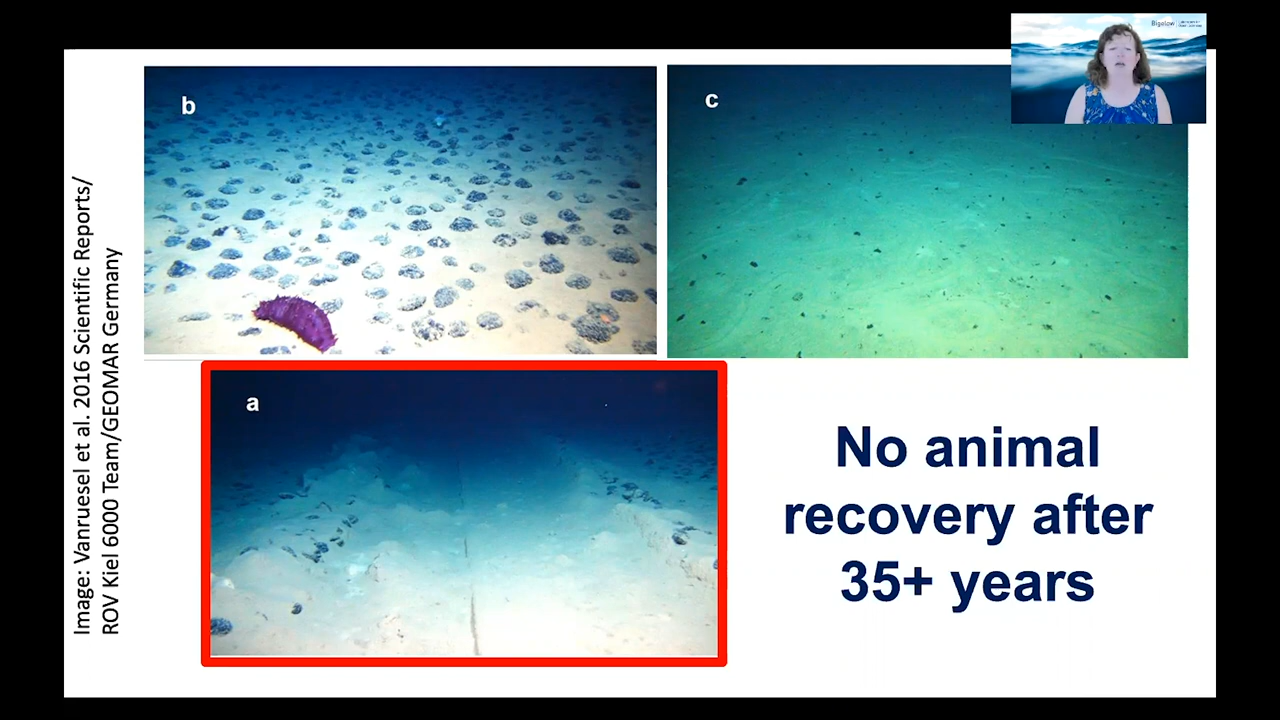 Bigelow
b
c
Image: Vanruesel et al. 2016 Scientific Reports/
ROV Kiel 6000 Team/GEOMAR Germany
a
No animal
recovery after
35+ years